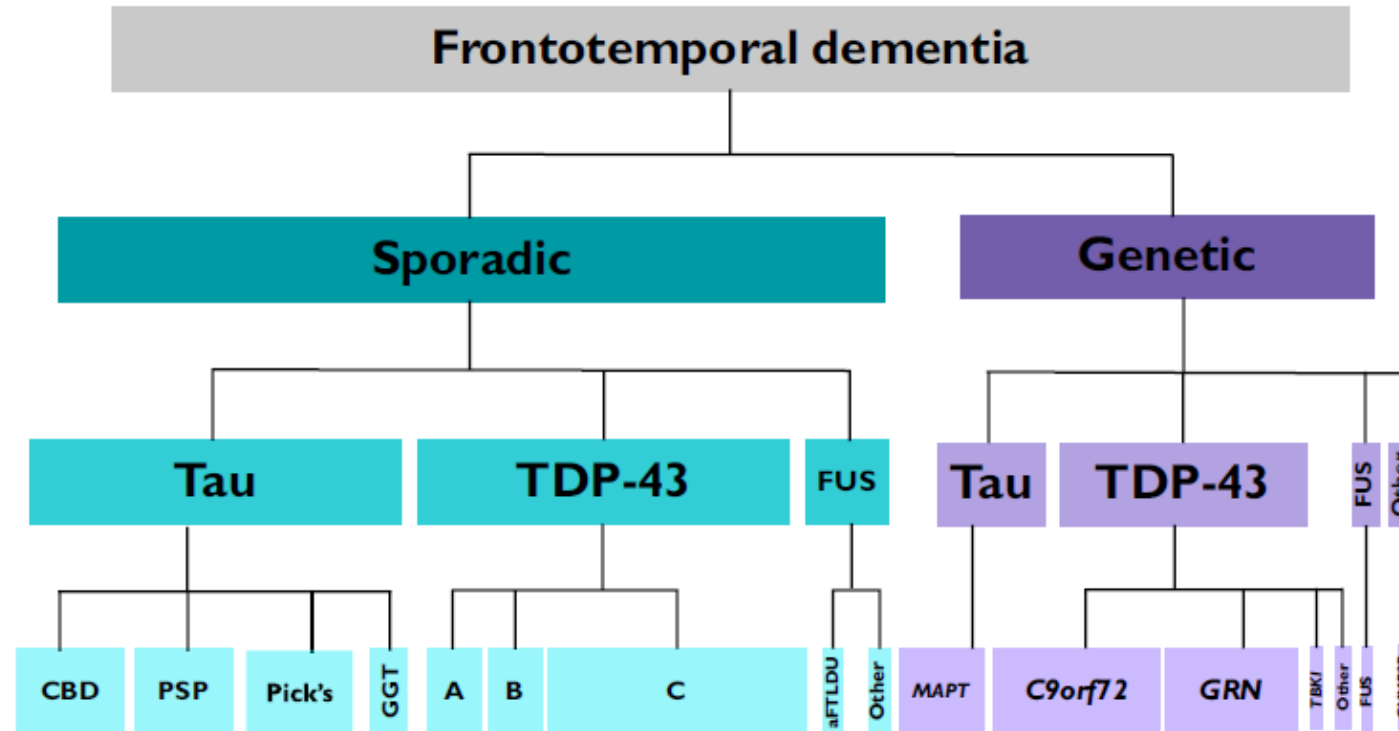 Frontotemporal dementia
Sporadic
Genetic
Tau
TDP-43
FUS
Tau
TDP-43
FUS
Other
CBD
PSP
Pick's
GGT
A
B
C
aFTLDU
Other
MAPT
C9orf72
GRN
TBK1
Other
FUS